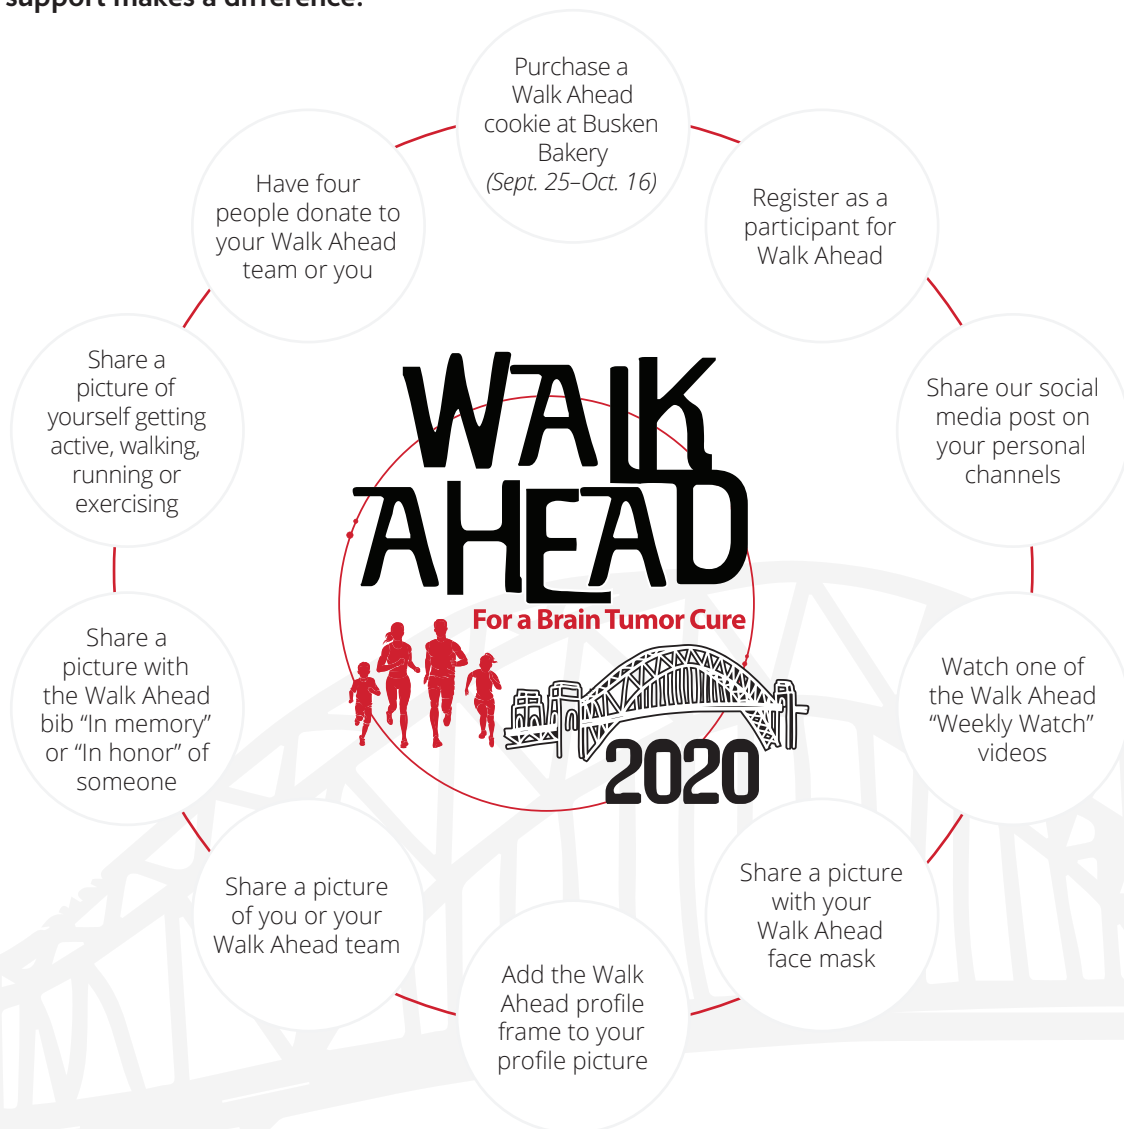 support makes a difference.
Purchase a
Walk Ahead
cookie at Busken
Bakery
(Sept. 25–Oct. 16)
Register as a
participant for
Walk Ahead
Share our social
media post on
your personal
channels
Watch one of
the Walk Ahead
“Weekly Watch”
videos
Share a picture
with your
Walk Ahead
face mask
Add the Walk
Ahead profile
frame to your
profile picture
Share a picture
of you or your
Walk Ahead team
Share a
picture with
the Walk Ahead
bib “In memory”
or “In honor” of
someone
Share a
picture of
yourself getting
active, walking,
running or
exercising
Have four
people donate to
your Walk Ahead
team or you
WALK
AHEAD
For a Brain Tumor Cure
2020